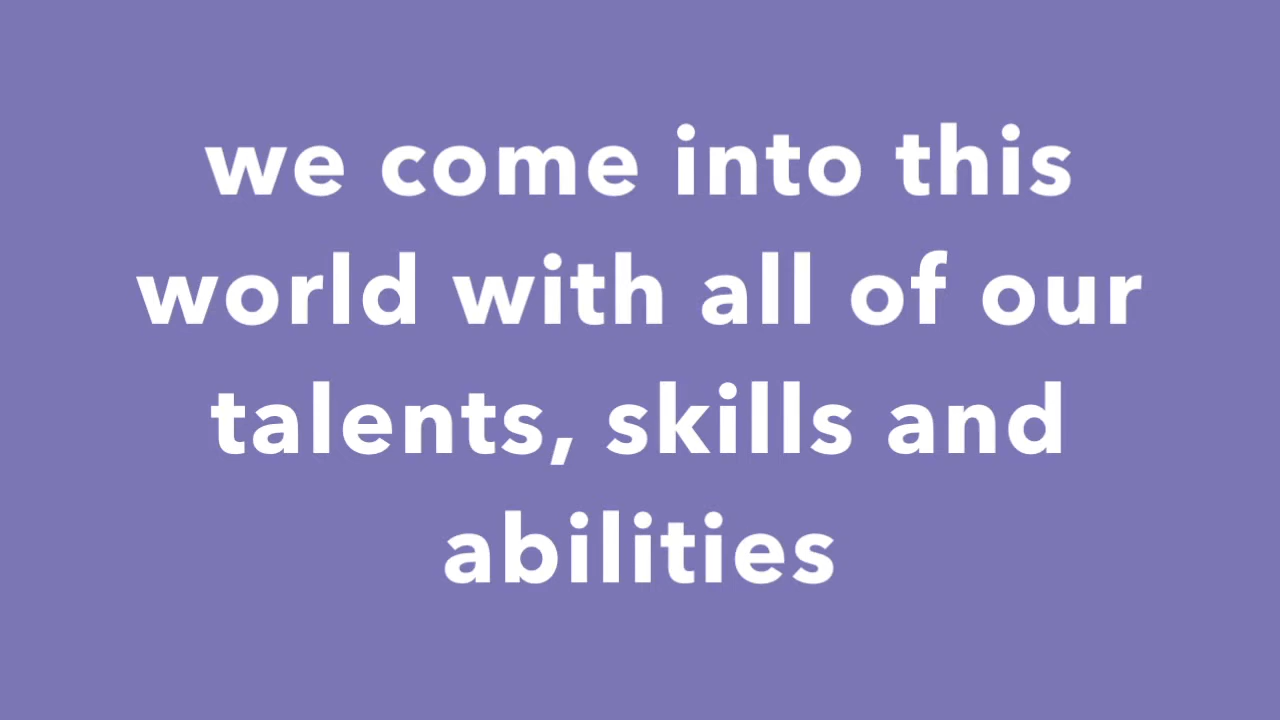 we come into this
world with all of our
talents, skills and
abilities